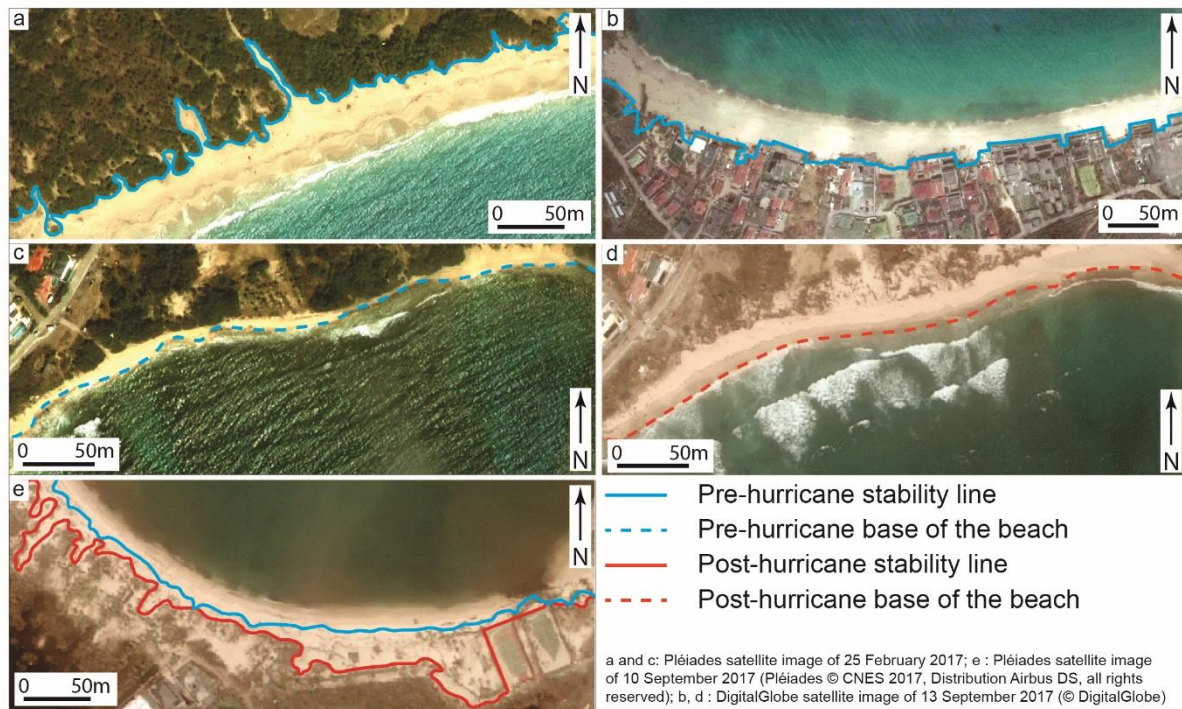 a
N
0 50m
b
N
0 50m
c
N
0 50m
d
N
0 50m
e
N
0 50m
Pre-hurricane stability line
Pre-hurricane base of the beach
Post-hurricane stability line
Post-hurricane base of the beach
a and c: Pléiades satellite image of 25 February 2017; e : Pléiades satellite image
of 10 September 2017 (Pléiades © CNES 2017, Distribution Airbus DS, all rights
reserved); b, d : DigitalGlobe satellite image of 13 September 2017 (© DigitalGlobe)